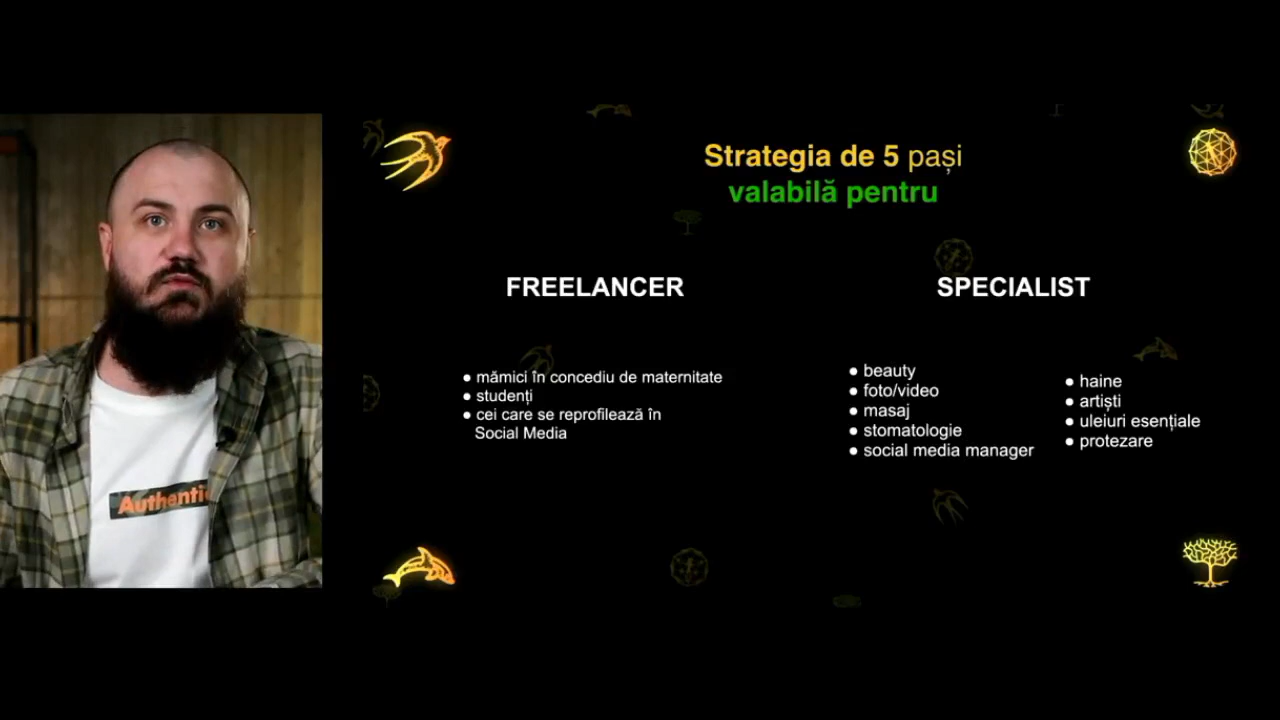 Strategia de 5 pași
valabilă pentru
FREELANCER
● mămici în concediu de maternitate
● studenți
● cei care se reprofilează în
Social Media
SPECIALIST
● beauty
● foto/video
● masaj
● stomatologie
● social media manager
● haine
● artiști
● uleiuri esențiale
● protezare
Authentic